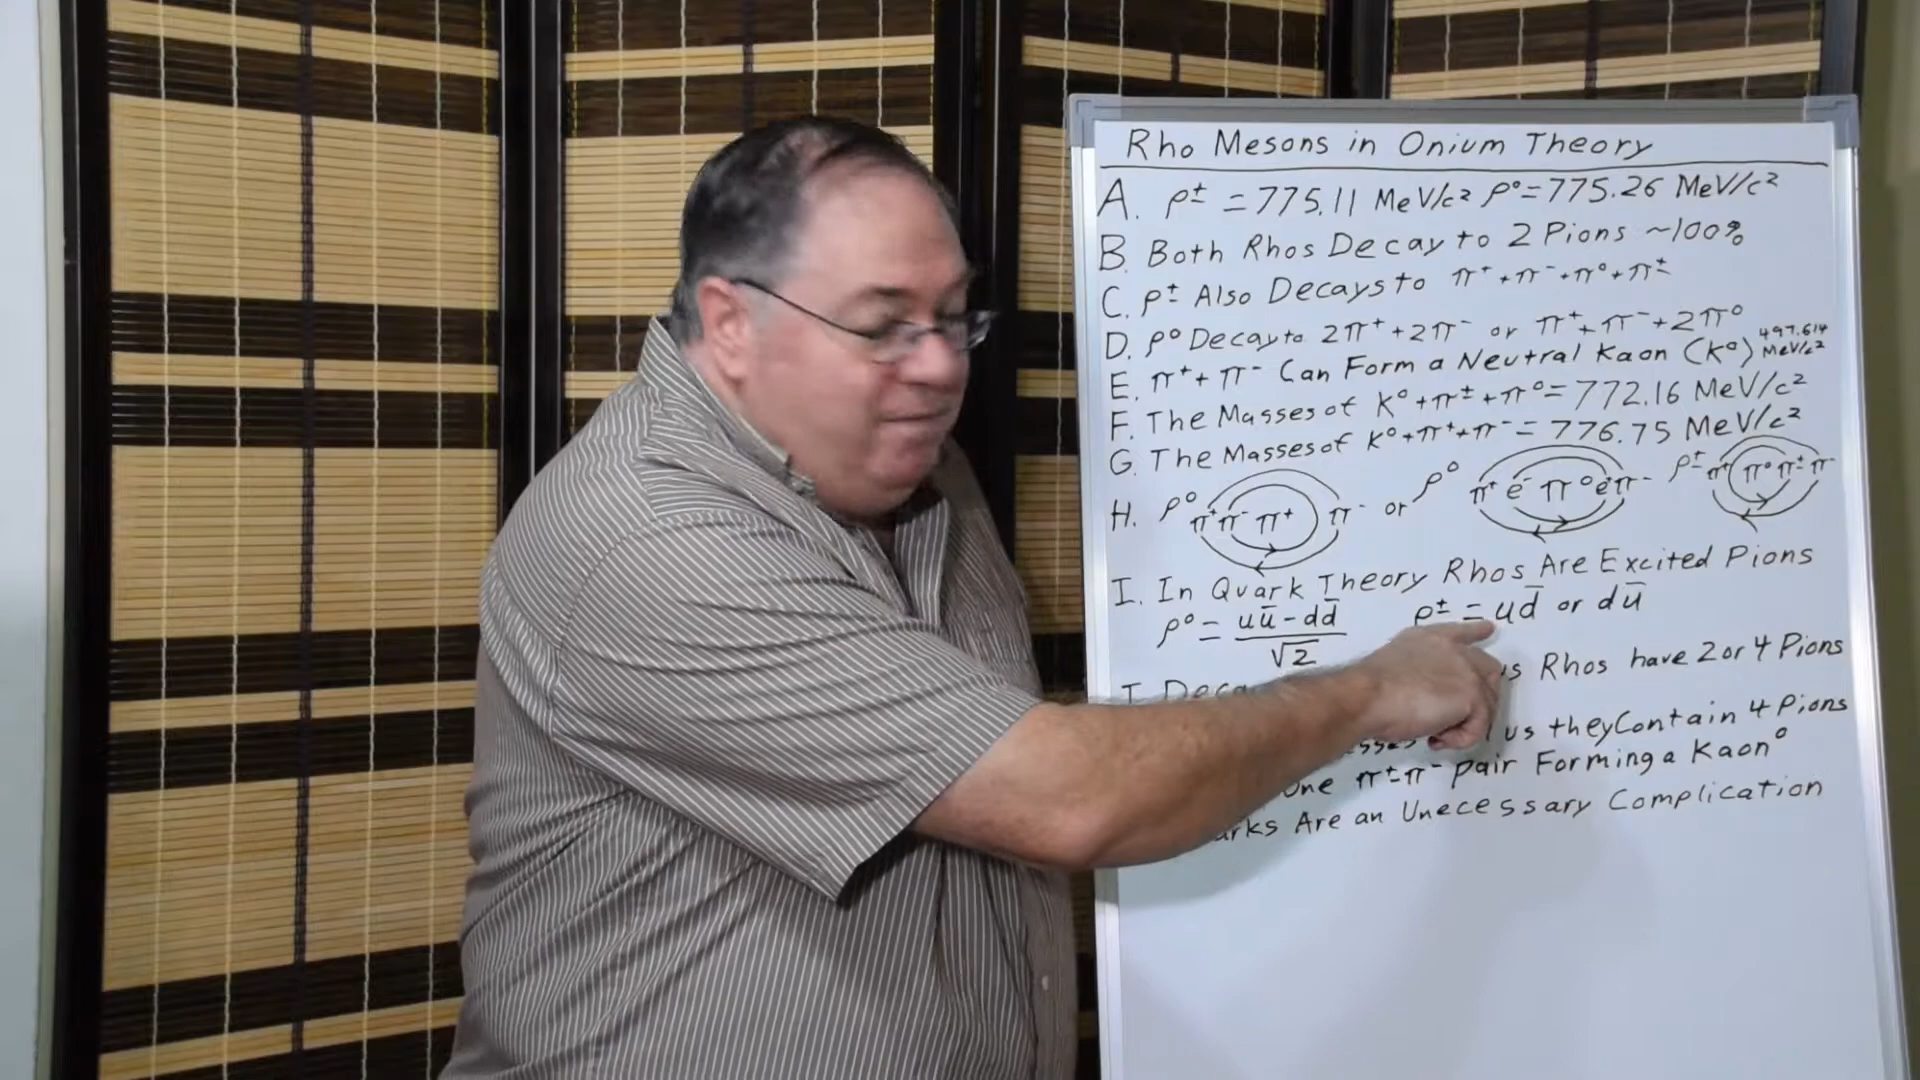 Rho Mesons in Onium Theory
A. ρ± = 775.11 MeV/c² ρ° = 775.26 MeV/c²
B. Both Rhos Decay to 2 Pions ~100%
C. ρ± Also Decays to π⁺+π⁻+π°+π±
D. ρ° Decay to 2π⁺+2π⁻ or π⁺+π⁻+2π°
E. π⁺+π⁻ Can Form a Neutral Kaon (K°) 497.614 MeV/c²
F. The Masses of K°+π±+π°=772.16 MeV/c²
G. The Masses of K°+π⁺+π⁻=776.75 MeV/c²
H. ρ° π⁺π⁻ π⁺ π⁻ or ρ° π⁺ e⁻ π° e⁺π⁻ ρ± π⁺ π° π± π⁻
I. In Quark Theory Rhos Are Excited Pions
ρ° = uū-dd̄ / √2 ρ± = ud̄ or dū
Rhos have 2 or 4 Pions
us they Contain 4 Pions
One π⁺-π⁻ pair Forming a Kaon°
Are an Unecessary Complication